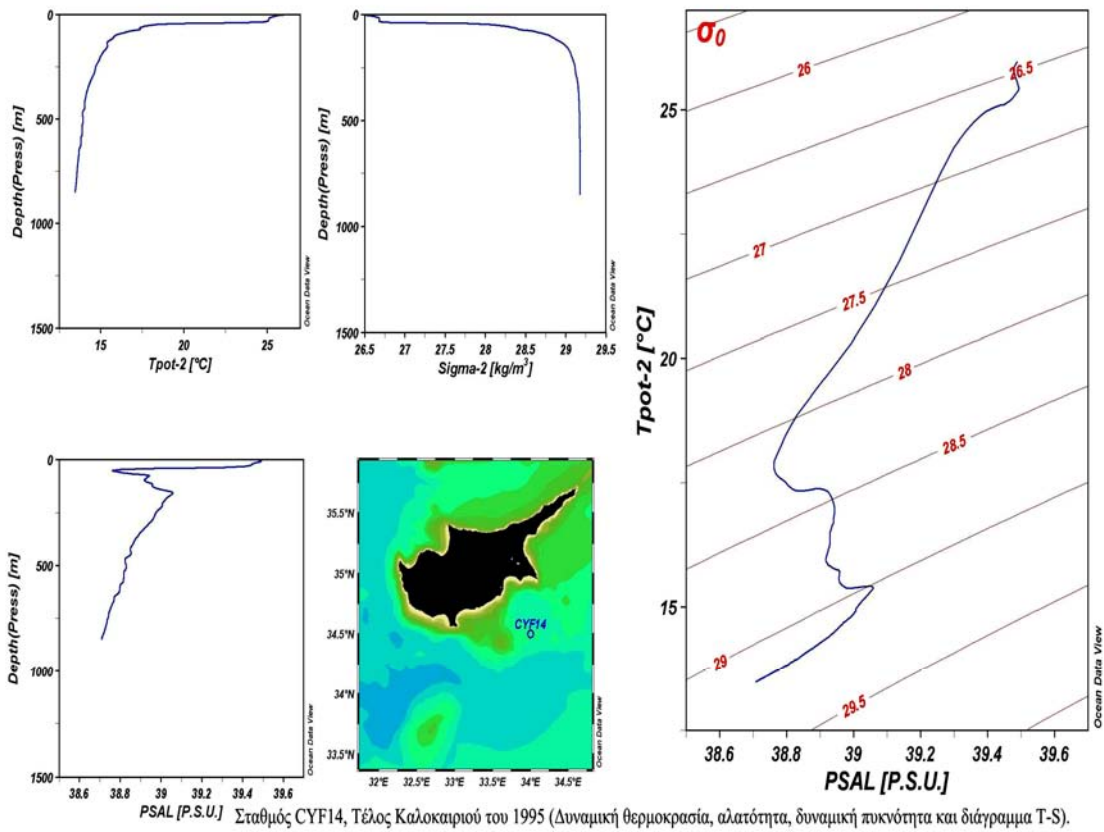 0
500
1000
1500
15
20
25
Depth(Press) [m]
Tpot-2 [°C]
Ocean Data View
0
500
1000
1500
26.5
27
27.5
28
28.5
29
29.5
Depth(Press) [m]
Sigma-2 [kg/m³]
Ocean Data View
σ₀
26
26.5
27
27.5
28
28.5
29
29.5
25
20
15
Tpot-2 [°C]
38.6
38.8
39
39.2
39.4
39.6
PSAL [P.S.U.]
Ocean Data View
0
500
1000
1500
38.6
38.8
39
39.2
39.4
39.6
Depth(Press) [m]
PSAL [P.S.U.]
Ocean Data View
35.5°N
35°N
34.5°N
34°N
33.5°N
CYF14
32°E
32.5°E
33°E
33.5°E
34°E
34.5°E
Ocean Data View
Σταθμός CYF14, Τέλος Καλοκαιριού του 1995 (Δυναμική θερμοκρασία, αλατότητα, δυναμική πυκνότητα και διάγραμμα T-S).